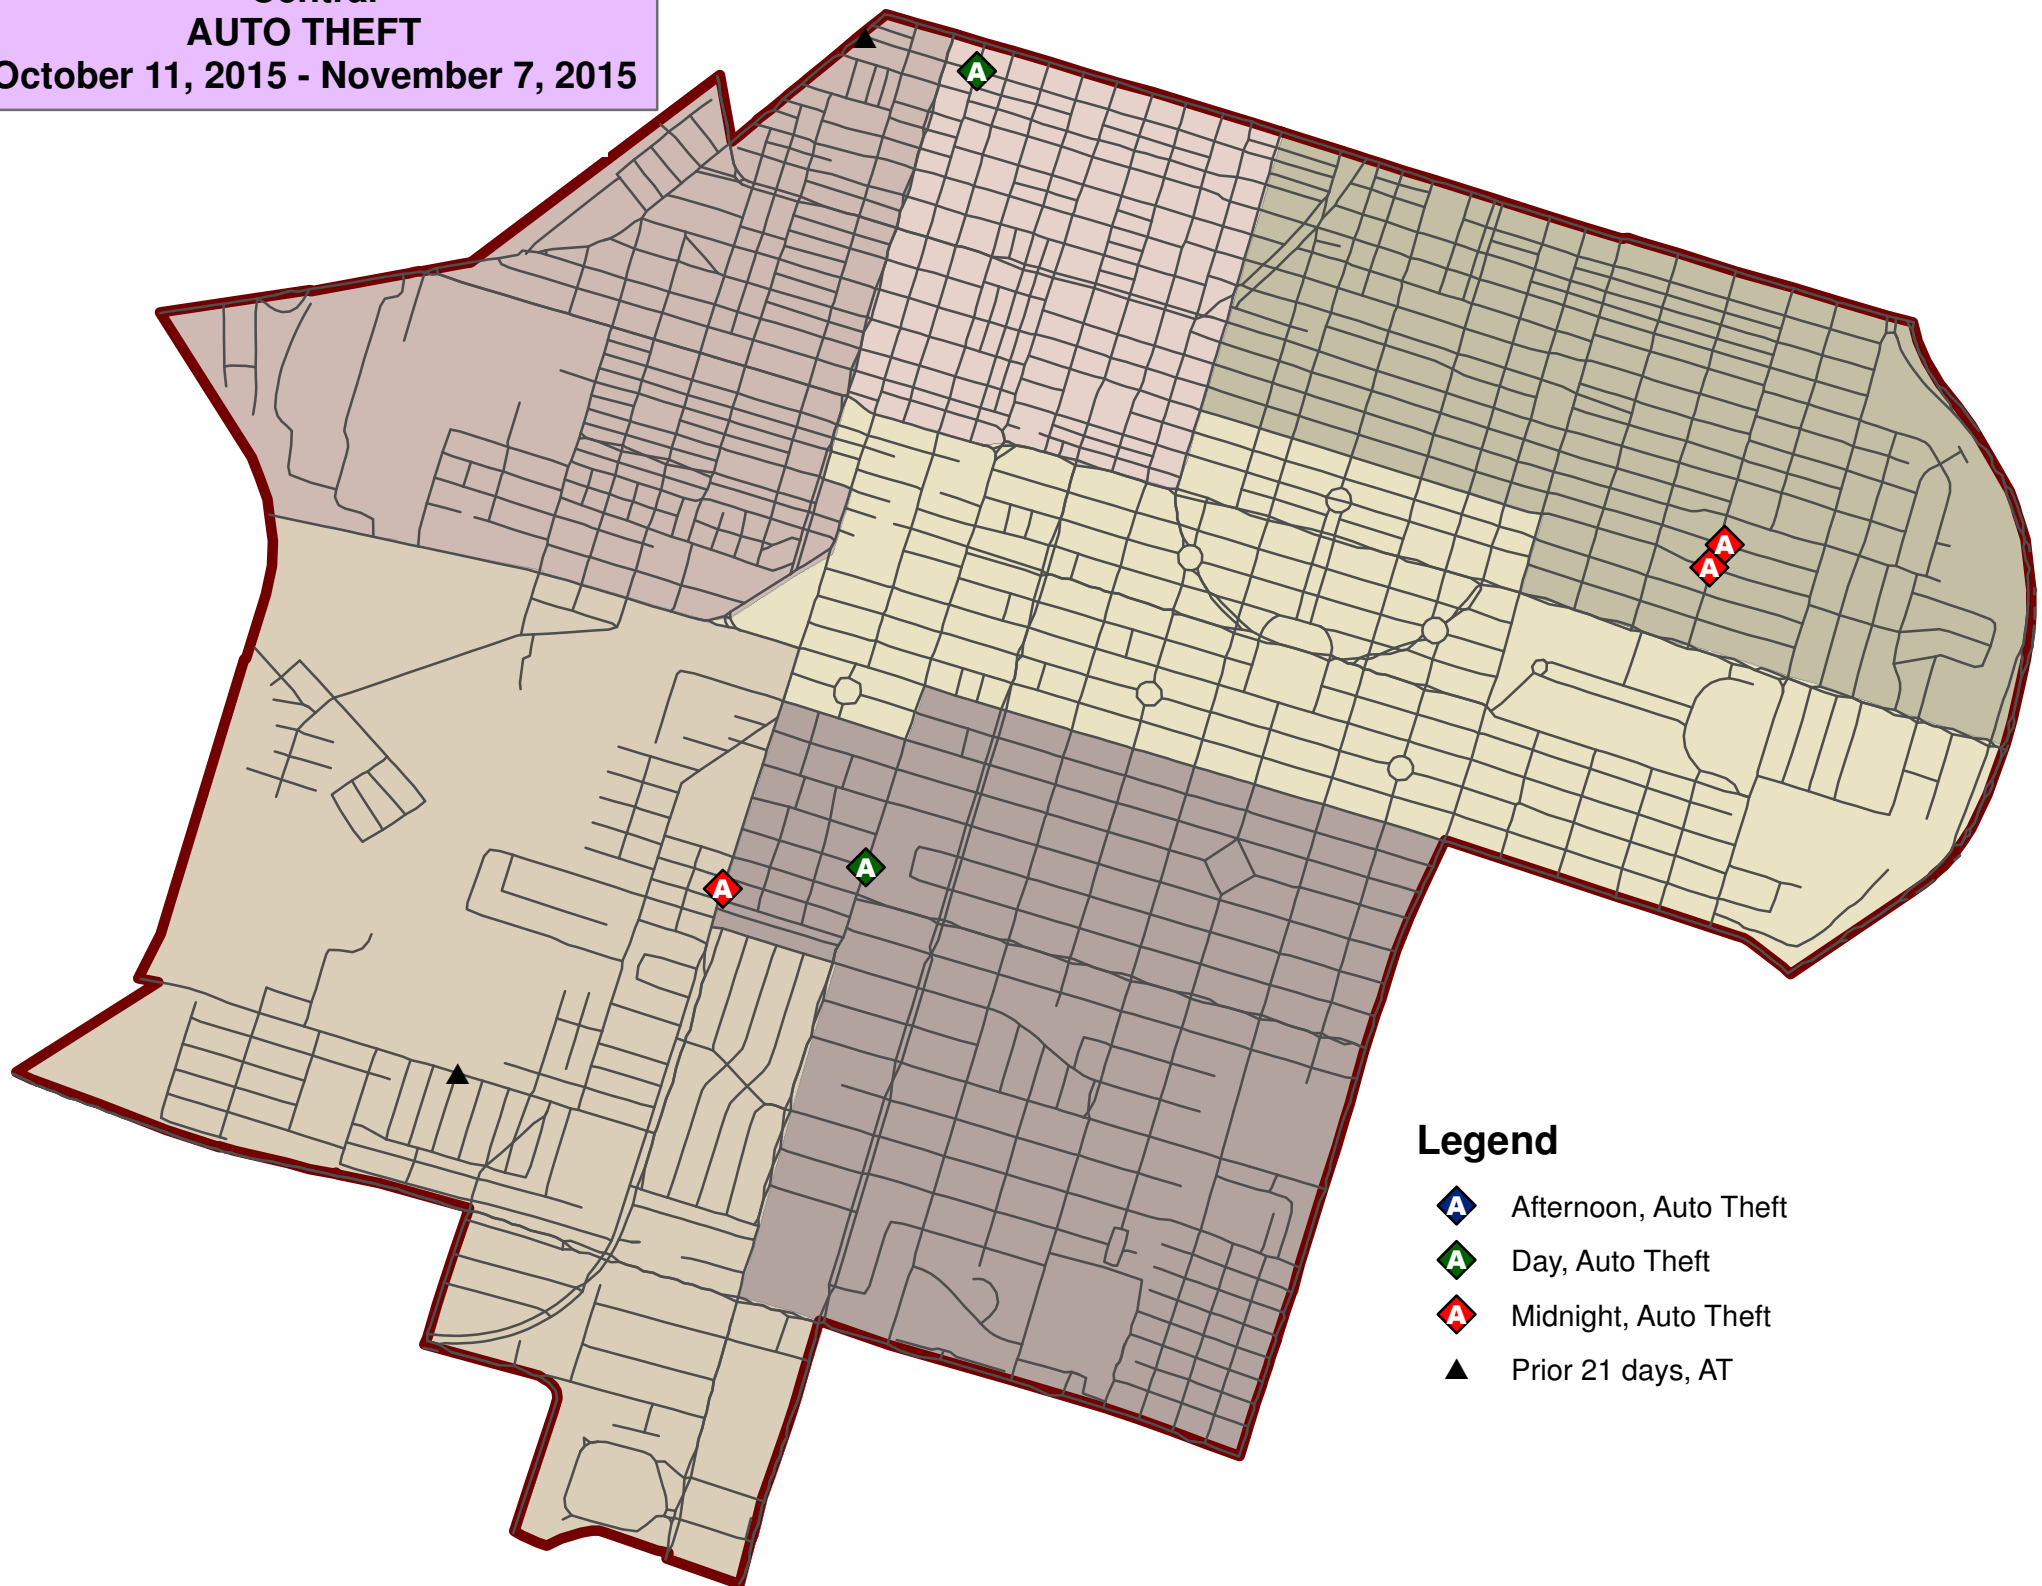 Central
AUTO THEFT
October 11, 2015 - November 7, 2015
A
A
A
A
A
Legend
A Afternoon, Auto Theft
A Day, Auto Theft
A Midnight, Auto Theft
Prior 21 days, AT